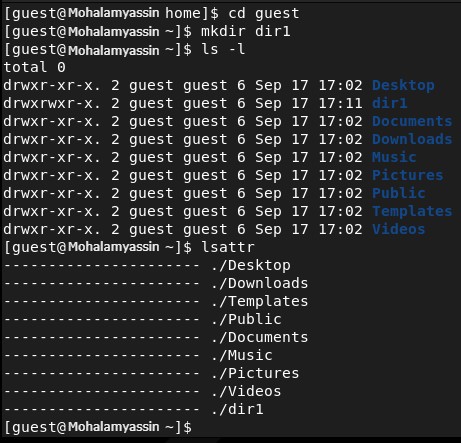 [guest@Mohalamyassin home]$ cd guest
[guest@Mohalamyassin ~]$ mkdir dir1
[guest@Mohalamyassin ~]$ ls -l
total 0
drwxr-xr-x. 2 guest guest 6 Sep 17 17:02 Desktop
drwxrwxr-x. 2 guest guest 6 Sep 17 17:11 dir1
drwxr-xr-x. 2 guest guest 6 Sep 17 17:02 Documents
drwxr-xr-x. 2 guest guest 6 Sep 17 17:02 Downloads
drwxr-xr-x. 2 guest guest 6 Sep 17 17:02 Music
drwxr-xr-x. 2 guest guest 6 Sep 17 17:02 Pictures
drwxr-xr-x. 2 guest guest 6 Sep 17 17:02 Public
drwxr-xr-x. 2 guest guest 6 Sep 17 17:02 Templates
drwxr-xr-x. 2 guest guest 6 Sep 17 17:02 Videos
[guest@Mohalamyassin ~]$ lsattr
---------------------- ./Desktop
---------------------- ./Downloads
---------------------- ./Templates
---------------------- ./Public
---------------------- ./Documents
---------------------- ./Music
---------------------- ./Pictures
---------------------- ./Videos
---------------------- ./dir1
[guest@Mohalamyassin ~]$